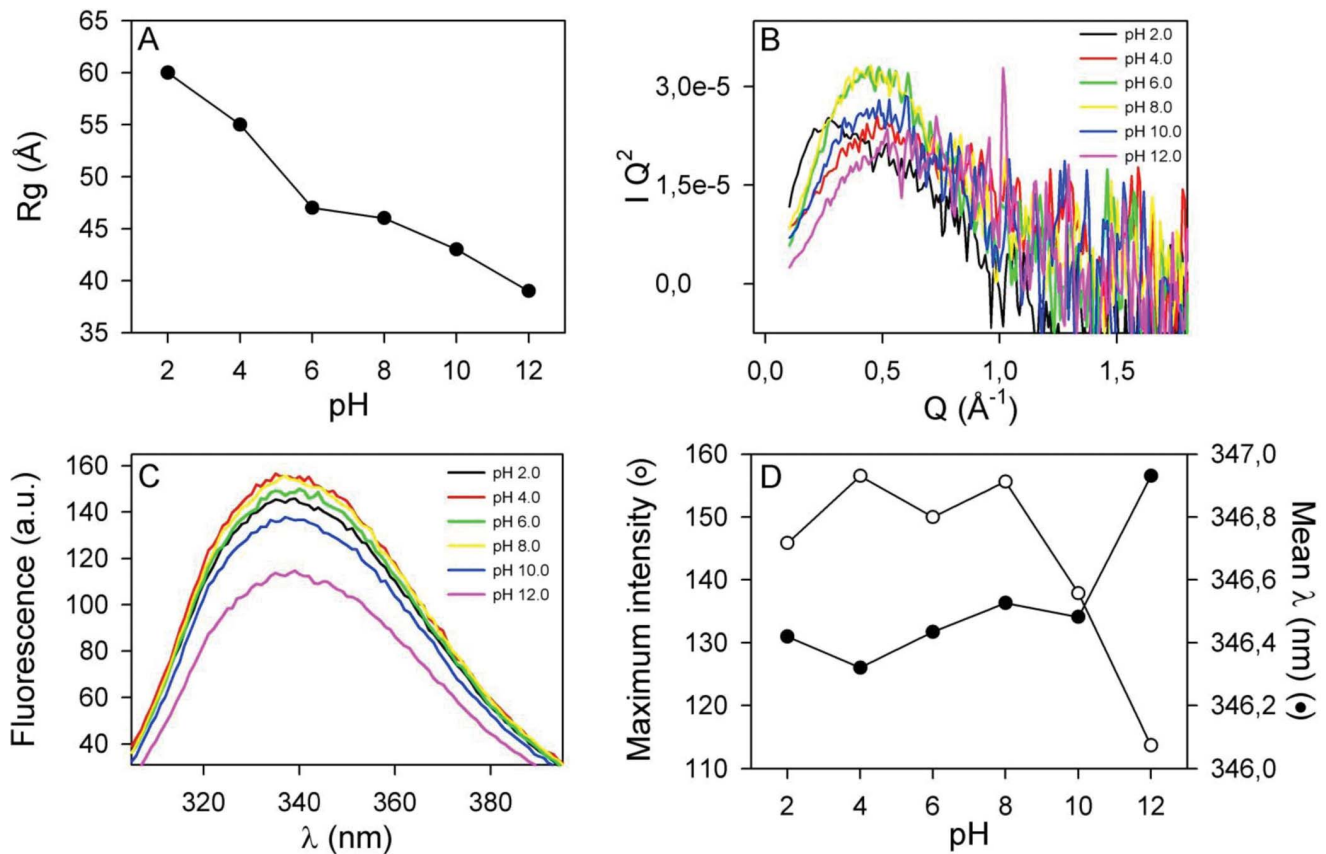 A
65
60
55
50
45
40
35
Rg (Å)
2 4 6 8 10 12
pH
B
pH 2.0
pH 4.0
pH 6.0
pH 8.0
pH 10.0
pH 12.0
3.0e-5
1.5e-5
0,0
I Q²
0,0 0,5 1,0 1,5
Q (Å⁻¹)
C
pH 2.0
pH 4.0
pH 6.0
pH 8.0
pH 10.0
pH 12.0
160
140
120
100
80
60
40
Fluorescence (a.u.)
320 340 360 380
λ (nm)
D
160
150
140
130
120
110
Maximum intensity (○)
347,0
346,8
346,6
346,4
346,2
346,0
Mean λ (nm) (●)
2 4 6 8 10 12
pH